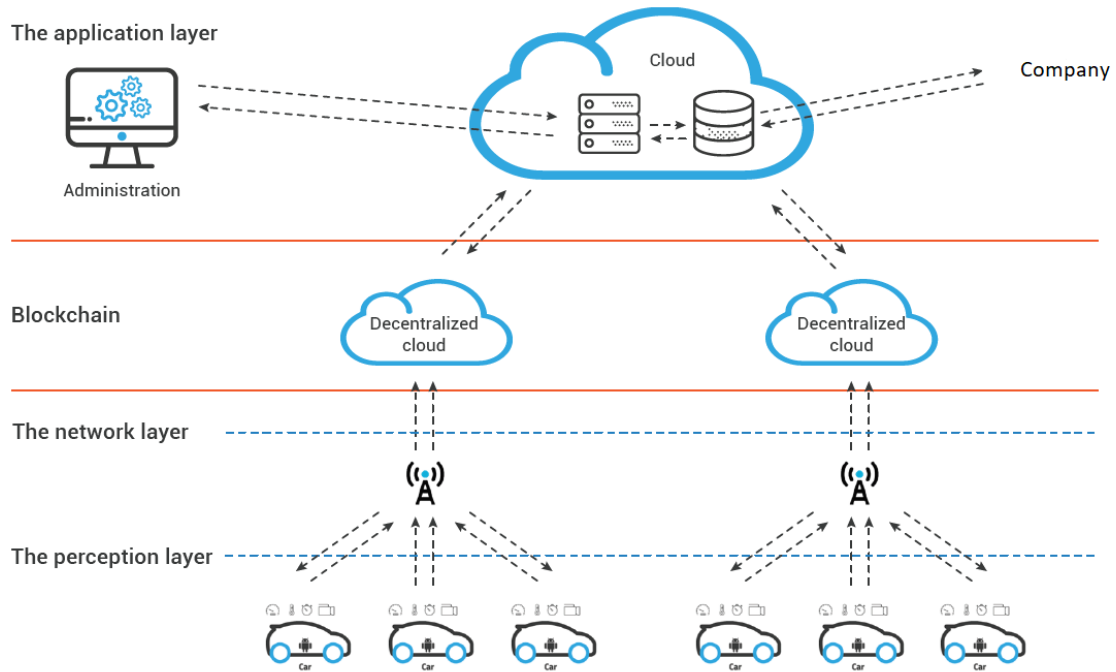 The application layer
Cloud
Company
Administration
Blockchain
Decentralized
cloud
Decentralized
cloud
The network layer
The perception layer
Car
Car
Car
Car
Car
Car